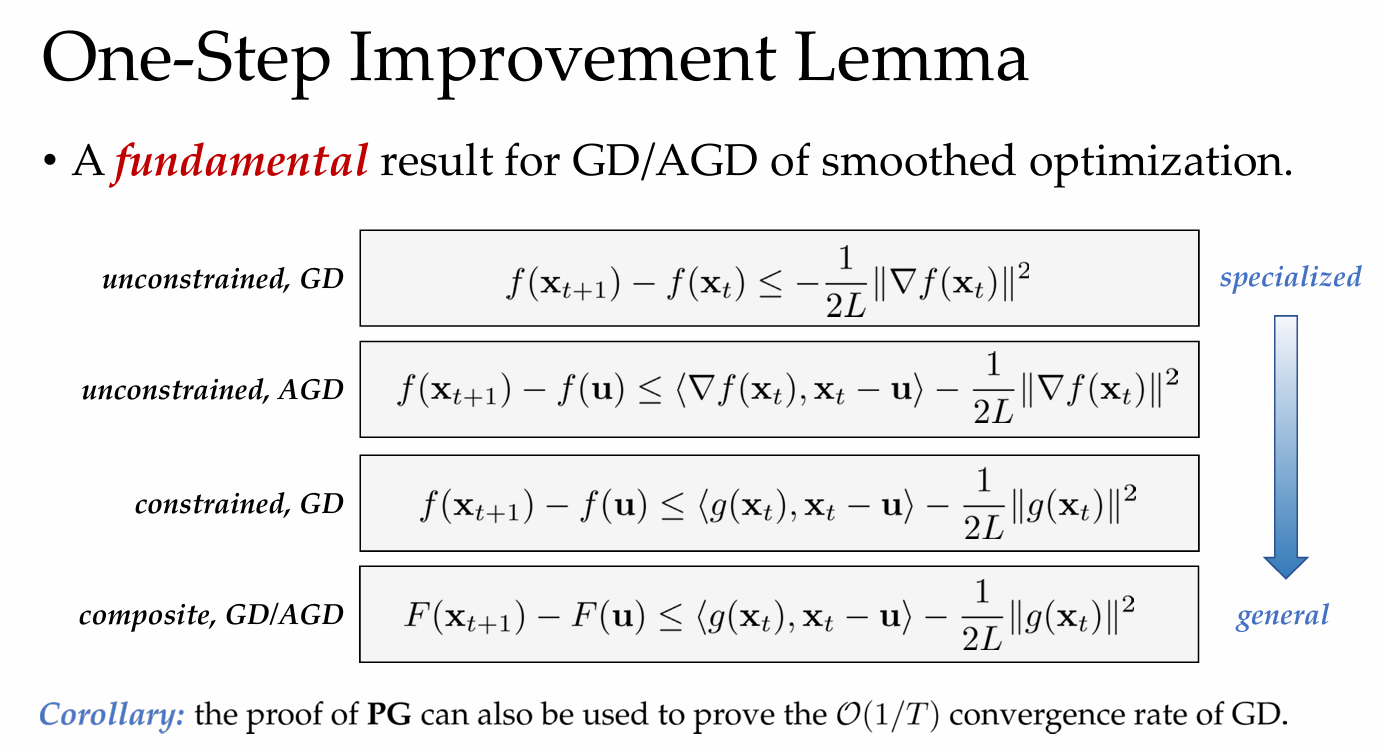 One-Step Improvement Lemma
• A fundamental result for GD/AGD of smoothed optimization.
unconstrained, GD
$f(\mathbf{x}_{t+1}) - f(\mathbf{x}_t) \leq -\frac{1}{2L}\|\nabla f(\mathbf{x}_t)\|^2$
specialized
unconstrained, AGD
$f(\mathbf{x}_{t+1}) - f(\mathbf{u}) \leq \langle \nabla f(\mathbf{x}_t), \mathbf{x}_t - \mathbf{u} \rangle - \frac{1}{2L}\|\nabla f(\mathbf{x}_t)\|^2$
constrained, GD
$f(\mathbf{x}_{t+1}) - f(\mathbf{u}) \leq \langle g(\mathbf{x}_t), \mathbf{x}_t - \mathbf{u} \rangle - \frac{1}{2L}\|g(\mathbf{x}_t)\|^2$
composite, GD/AGD
$F(\mathbf{x}_{t+1}) - F(\mathbf{u}) \leq \langle g(\mathbf{x}_t), \mathbf{x}_t - \mathbf{u} \rangle - \frac{1}{2L}\|g(\mathbf{x}_t)\|^2$
general
Corollary: the proof of PG can also be used to prove the $\mathcal{O}(1/T)$ convergence rate of GD.